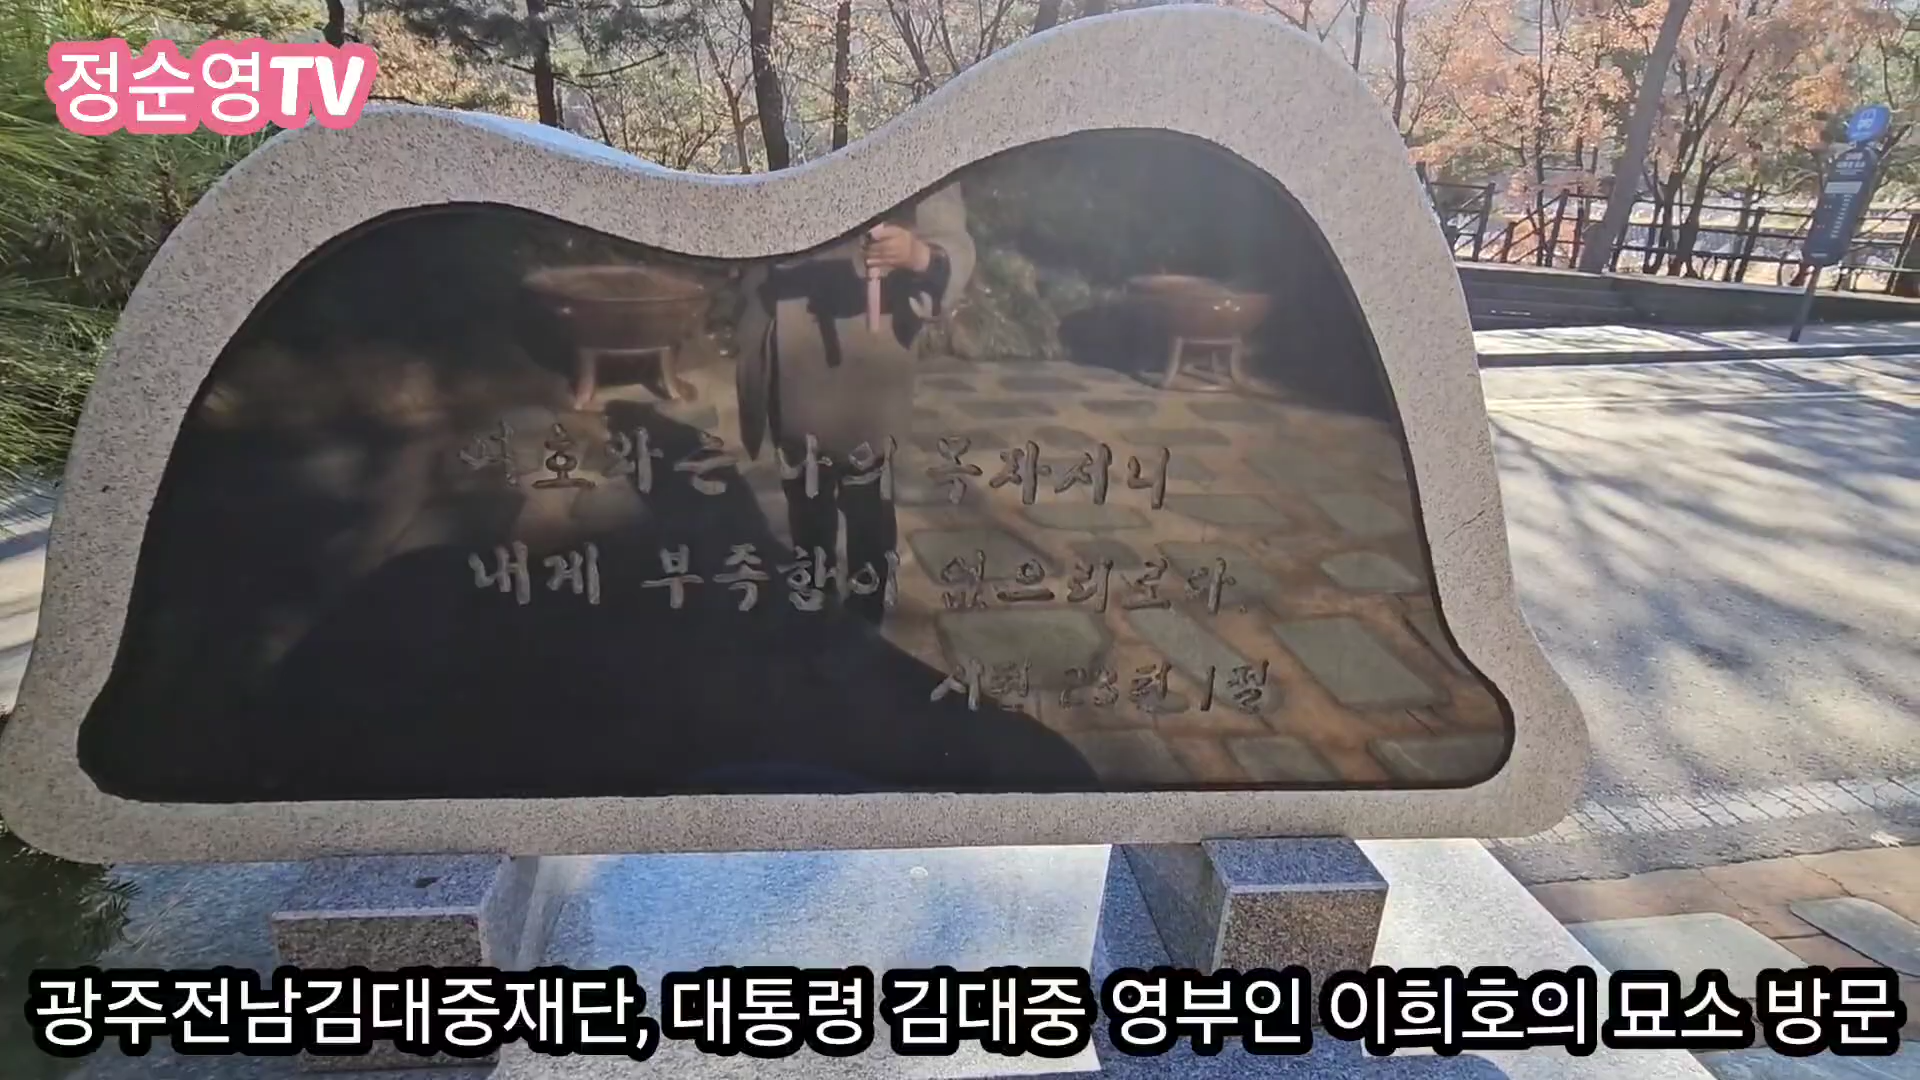 정순영TV
여호와는 나의 목자시니
내게 부족함이 없으리로다.
시편 23편 1절
광주전남김대중재단, 대통령 김대중 영부인 이희호의 묘소 방문